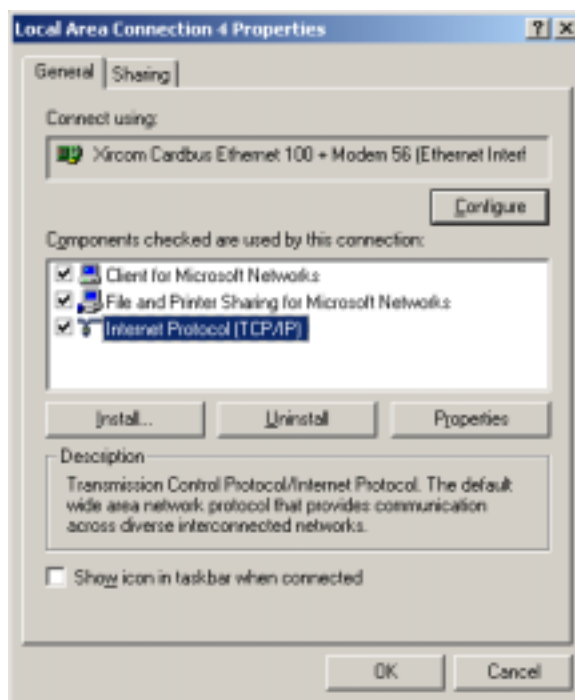 Local Area Connection 4 Properties
General Sharing
Connect using:
Xircom Cardbus Ethernet 100 + Modem 56 (Ethernet Interf
Configure
Components checked are used by this connection:
Client for Microsoft Networks
File and Printer Sharing for Microsoft Networks
Internet Protocol (TCP/IP)
Install... Uninstall Properties
Description
Transmission Control Protocol/Internet Protocol. The default
wide area network protocol that provides communication
across diverse interconnected networks.
Show icon in taskbar when connected
OK Cancel